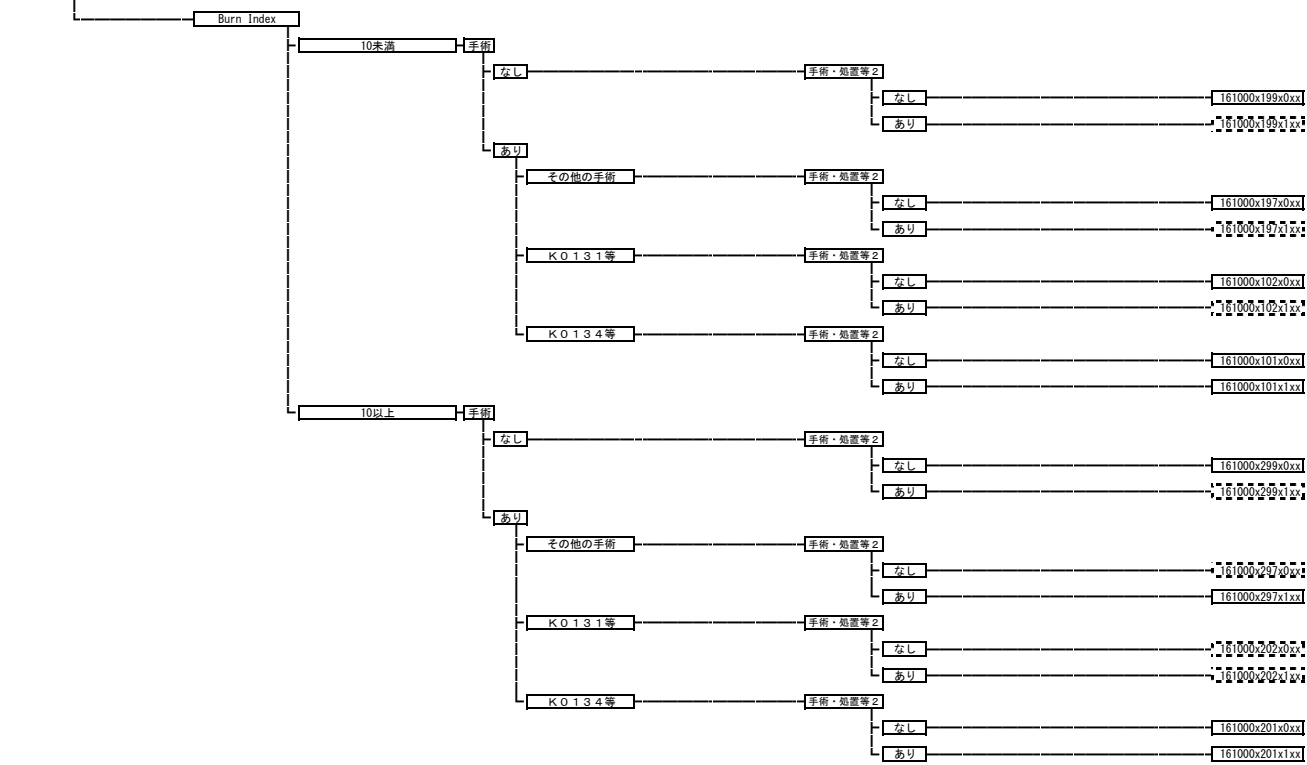 Burn Index
10未満 手術
なし 手術・処置等２
なし 161000x199x0xx
あり 161000x199x1xx
あり
その他の手術 手術・処置等２
なし 161000x197x0xx
あり 161000x197x1xx
Ｋ０１３１等 手術・処置等２
なし 161000x102x0xx
あり 161000x102x1xx
Ｋ０１３４等 手術・処置等２
なし 161000x101x0xx
あり 161000x101x1xx
10以上 手術
なし 手術・処置等２
なし 161000x299x0xx
あり 161000x299x1xx
あり
その他の手術 手術・処置等２
なし 161000x297x0xx
あり 161000x297x1xx
Ｋ０１３１等 手術・処置等２
なし 161000x202x0xx
あり 161000x202x1xx
Ｋ０１３４等 手術・処置等２
なし 161000x201x0xx
あり 161000x201x1xx